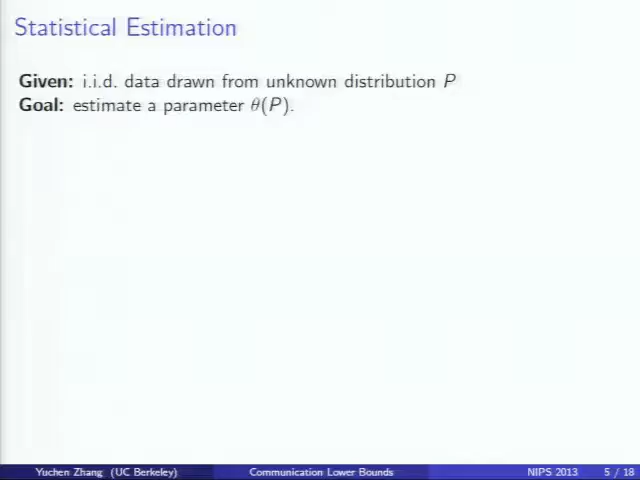 Statistical Estimation
Given: i.i.d. data drawn from unknown distribution P
Goal: estimate a parameter θ(P).
Yuchen Zhang (UC Berkeley) Communication Lower Bounds NIPS 2013 5 / 18